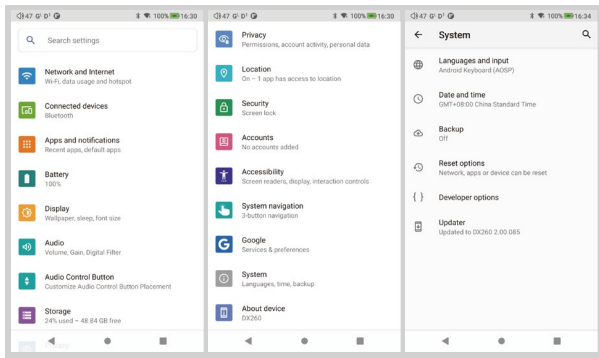 47 G' D' 100% 16:30
Search settings
Network and Internet
Wi-Fi, data usage and hotspot
Connected devices
Bluetooth
Apps and notifications
Recent apps, default apps
Battery
100%
Display
Wallpaper, sleep, font size
Audio
Volume, Gain, Digital Filter
Audio Control Button
Customize Audio Control Button Placement
Storage
24% used – 48.84 GB free
Privacy
47 G' D' 100% 16:30
Privacy
Permissions, account activity, personal data
Location
On – 1 app has access to location
Security
Screen lock
Accounts
No accounts added
Accessibility
Screen readers, display, interaction controls
System navigation
3-button navigation
Google
Services & preferences
System
Languages, time, backup
About device
DX260
47 G' D' 100% 16:34
System
Languages and input
Android Keyboard (AOSP)
Date and time
GMT+08:00 China Standard Time
Backup
Off
Reset options
Network, apps or device can be reset
{ } Developer options
Updater
Updated to DX260 2.00.085